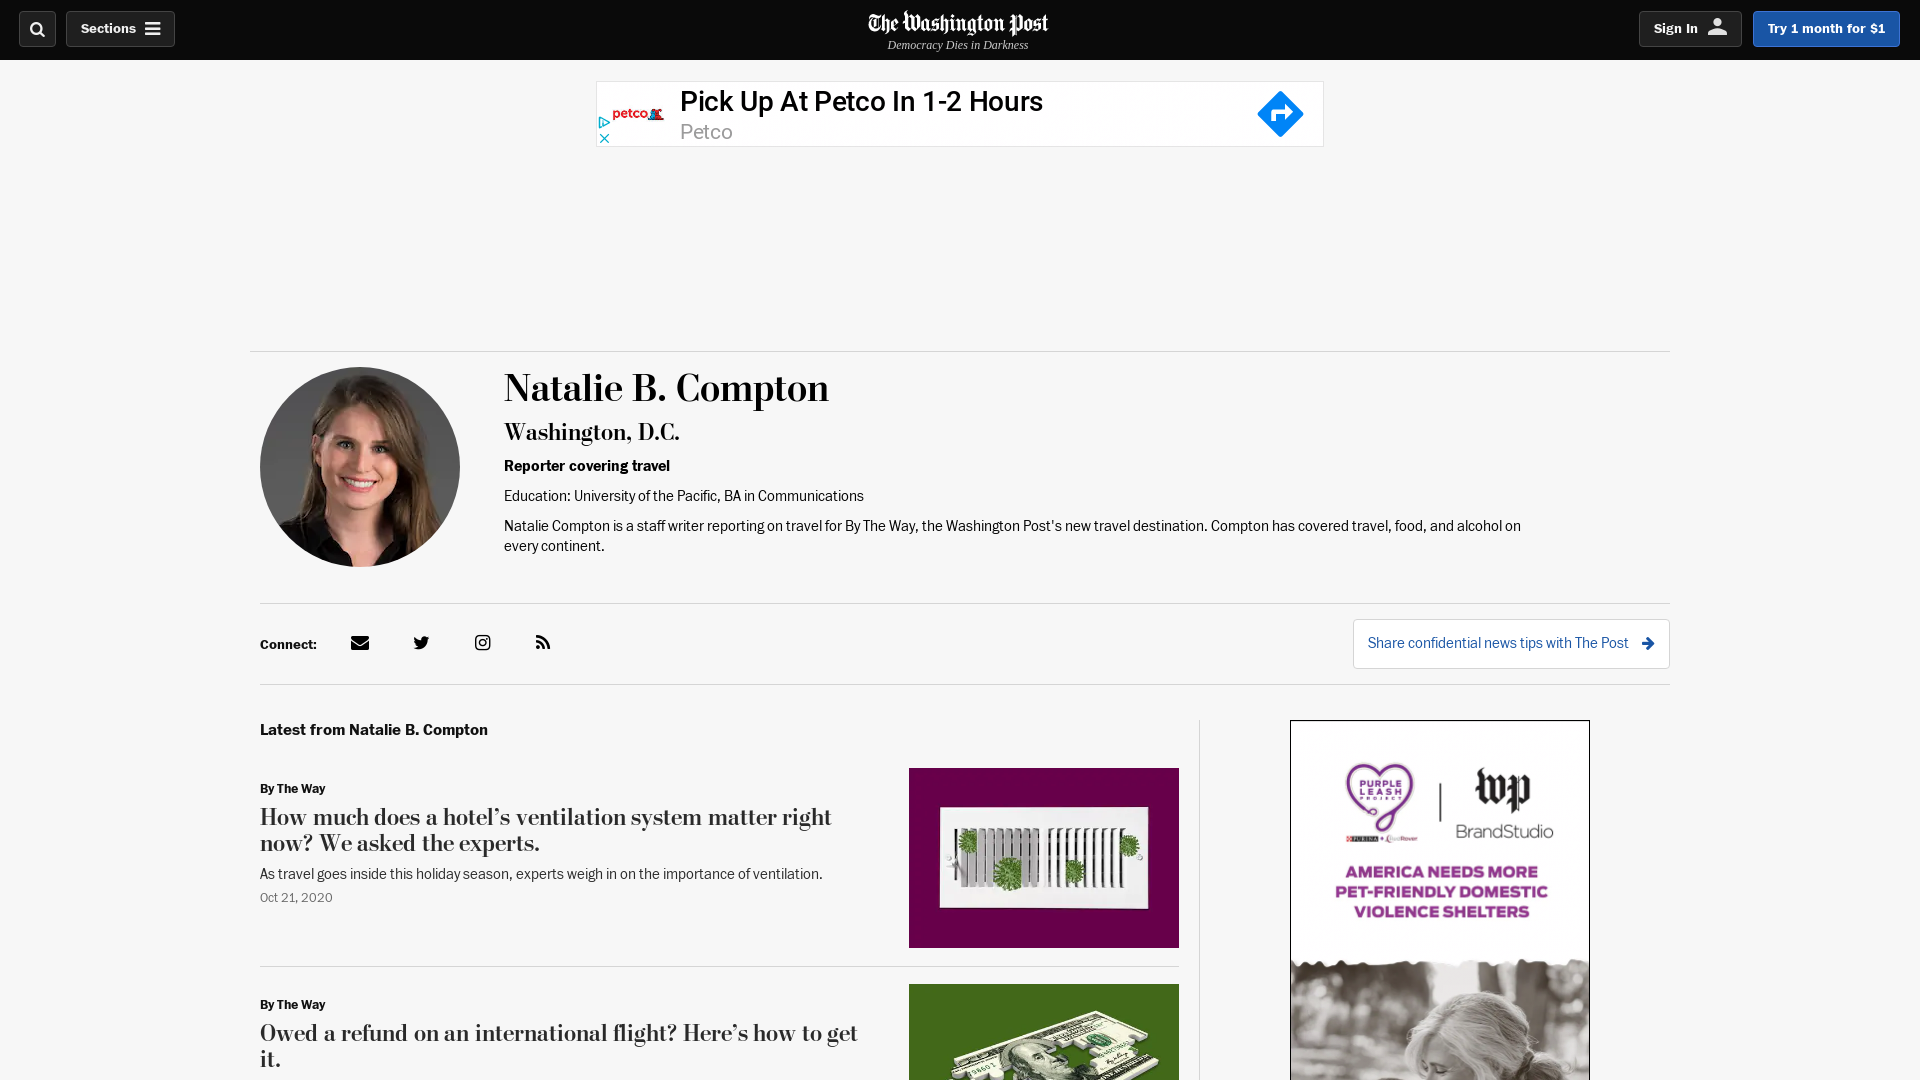 Sections
The Washington Post
Democracy Dies in Darkness
Sign In
Try 1 month for $1
petco
Pick Up At Petco In 1-2 Hours
Petco
Natalie B. Compton
Washington, D.C.
Reporter covering travel
Education: University of the Pacific, BA in Communications
Natalie Compton is a staff writer reporting on travel for By The Way, the Washington Post's new travel destination. Compton has covered travel, food, and alcohol on
every continent.
Connect:
Share confidential news tips with The Post
Latest from Natalie B. Compton
By The Way
How much does a hotel’s ventilation system matter right
now? We asked the experts.
As travel goes inside this holiday season, experts weigh in on the importance of ventilation.
Oct 21, 2020
By The Way
Owed a refund on an international flight? Here’s how to get
it.
PURPLE
LEASH
PROJECT
PURINA
wp
BrandStudio
AMERICA NEEDS MORE
PET-FRIENDLY DOMESTIC
VIOLENCE SHELTERS